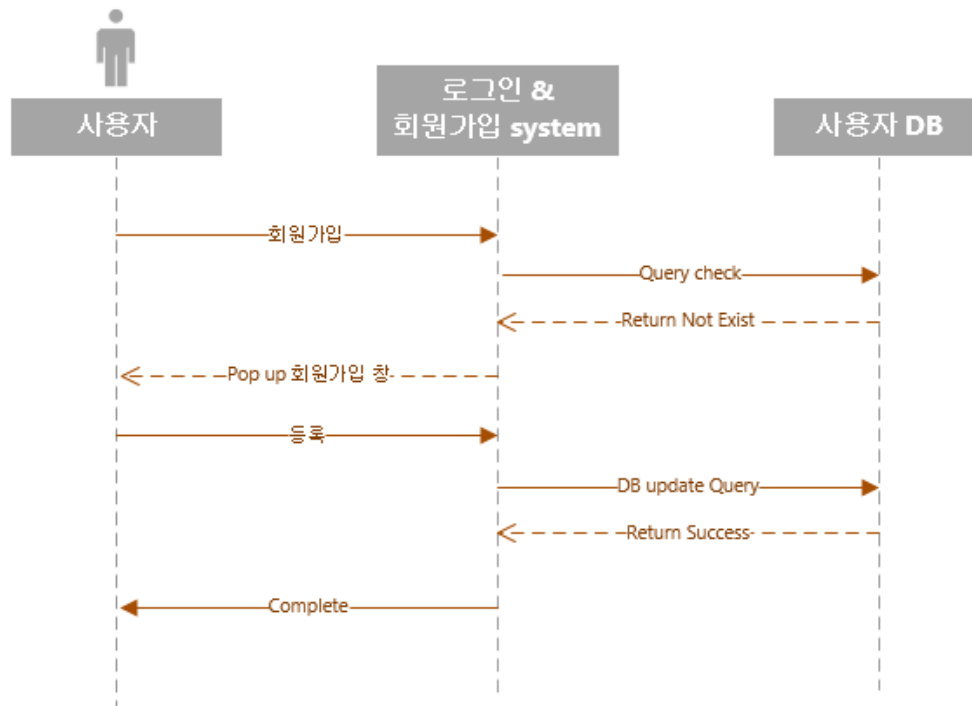 사용자
로그인 &
회원가입 system
사용자 DB
회원가입
Query check
Return Not Exist
Pop up 회원가입 창
등록
DB update Query
Return Success
Complete